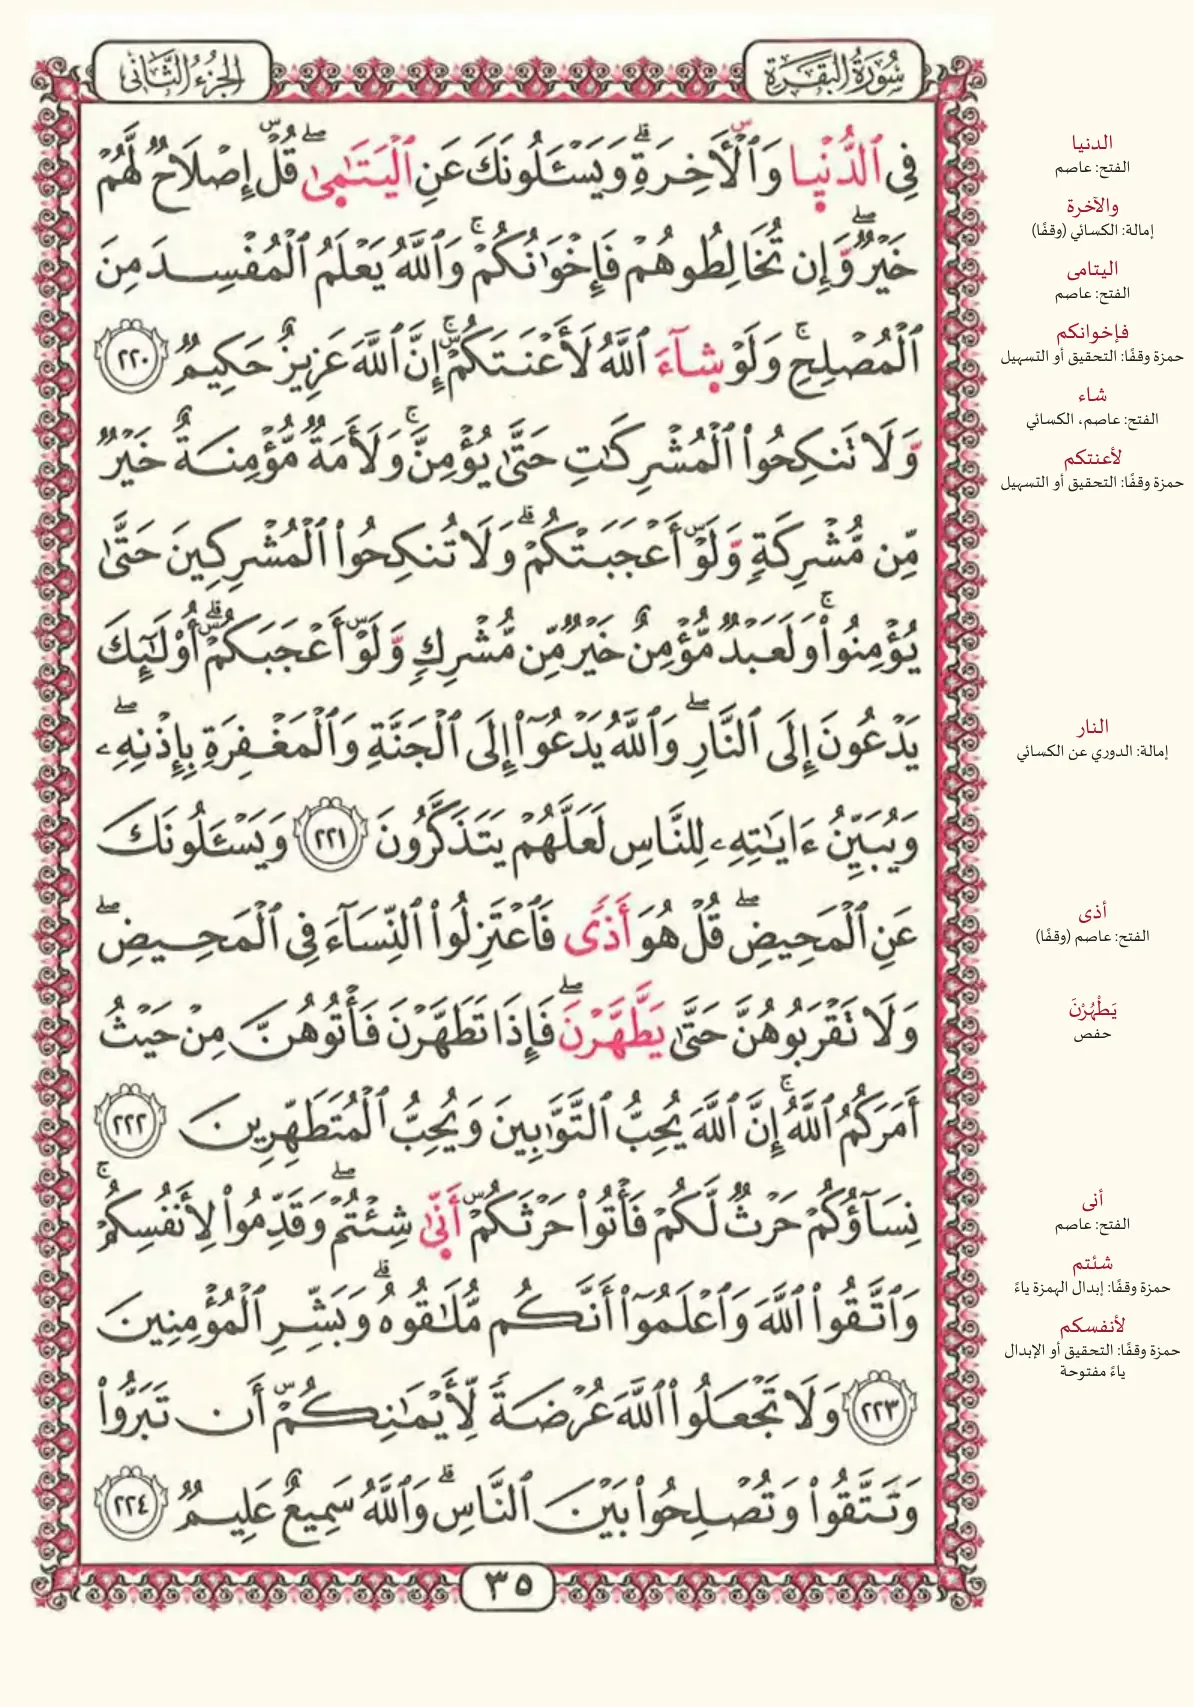 سُورَةُ البَقَرَةِ
الجزءُ الثَّانِي
فِي ٱلدُّنۡيَا وَٱلۡأٓخِرَةِۗ وَيَسۡـَٔلُونَكَ عَنِ ٱلۡيَتَٰمَىٰۖ قُلۡ إِصۡلَاحٞ لَّهُمۡ
خَيۡرٞۖ وَّإِن تُخَالِطُوهُمۡ فَإِخۡوَٰنُكُمۡۚ وَٱللَّهُ يَعۡلَمُ ٱلۡمُفۡسِدَ مِنَ
ٱلۡمُصۡلِحِۚ وَلَوۡ شَآءَ ٱللَّهُ لَأَعۡنَتَكُمۡۚ إِنَّ ٱللَّهَ عَزِيزٌ حَكِيمٞ ٢٢٠
وَّلَا تَنكِحُواْ ٱلۡمُشۡرِكَٰتِ حَتَّىٰ يُؤۡمِنَّۚ وَلَأَمَةٞ مُّؤۡمِنَةٌ خَيۡرٞ
مِّن مُّشۡرِكَةٖ وَّلَوۡ أَعۡجَبَتۡكُمۡۗ وَلَا تُنكِحُواْ ٱلۡمُشۡرِكِينَ حَتَّىٰ
يُؤۡمِنُواْۚ وَلَعَبۡدٞ مُّؤۡمِنٌ خَيۡرٞ مِّن مُّشۡرِكٖ وَّلَوۡ أَعۡجَبَكُمۡۗ أُوْلَٰٓئِكَ
يَدۡعُونَ إِلَى ٱلنَّارِۖ وَٱللَّهُ يَدۡعُوٓاْ إِلَى ٱلۡجَنَّةِ وَٱلۡمَغۡفِرَةِ بِإِذۡنِهِۦۖ
وَيُبَيِّنُ ءَايَٰتِهِۦ لِلنَّاسِ لَعَلَّهُمۡ يَتَذَكَّرُونَ ٢٢١ وَيَسۡـَٔلُونَكَ
عَنِ ٱلۡمَحِيضِۖ قُلۡ هُوَ أَذٗى فَٱعۡتَزِلُواْ ٱلنِّسَآءَ فِي ٱلۡمَحِيضِۖ
وَلَا تَقۡرَبُوهُنَّ حَتَّىٰ يَطَّهَّرۡنَۖ فَإِذَا تَطَهَّرۡنَ فَأۡتُوهُنَّ مِنۡ حَيۡثُ
أَمَرَكُمُ ٱللَّهُۚ إِنَّ ٱللَّهَ يُحِبُّ ٱلتَّوَّٰبِينَ وَيُحِبُّ ٱلۡمُتَطَهِّرِينَ ٢٢٢
نِسَآؤُكُمۡ حَرۡثٞ لَّكُمۡ فَأۡتُواْ حَرۡثَكُمۡ أَنَّىٰ شِئۡتُمۡۖ وَقَدِّمُواْ لِأَنفُسِكُمۡۚ
وَٱتَّقُواْ ٱللَّهَ وَٱعۡلَمُوٓاْ أَنَّكُم مُّلَٰقُوهُۗ وَبَشِّرِ ٱلۡمُؤۡمِنِينَ
٢٢٣ وَلَا تَجۡعَلُواْ ٱللَّهَ عُرۡضَةٗ لِّأَيۡمَٰنِكُمۡ أَن تَبَرُّواْ
وَتَتَّقُواْ وَتُصۡلِحُواْ بَيۡنَ ٱلنَّاسِۗ وَٱللَّهُ سَمِيعٌ عَلِيمٞ ٢٢٤
٣٥
الدنيا
الفتح: عاصم
والآخرة
إمالة: الكسائي (وقفًا)
اليتامى
الفتح: عاصم
فإخوانكم
حمزة وقفًا: التحقيق أو التسهيل
شاء
الفتح: عاصم، الكسائي
لأعنتكم
حمزة وقفًا: التحقيق أو التسهيل
النار
إمالة: الدوري عن الكسائي
أذى
الفتح: عاصم (وقفًا)
يَطْهُرْنَ
حفص
أنى
الفتح: عاصم
شئتم
حمزة وقفًا: إبدال الهمزة ياءً
لأنفسكم
حمزة وقفًا: التحقيق أو الإبدال
ياءً مفتوحة